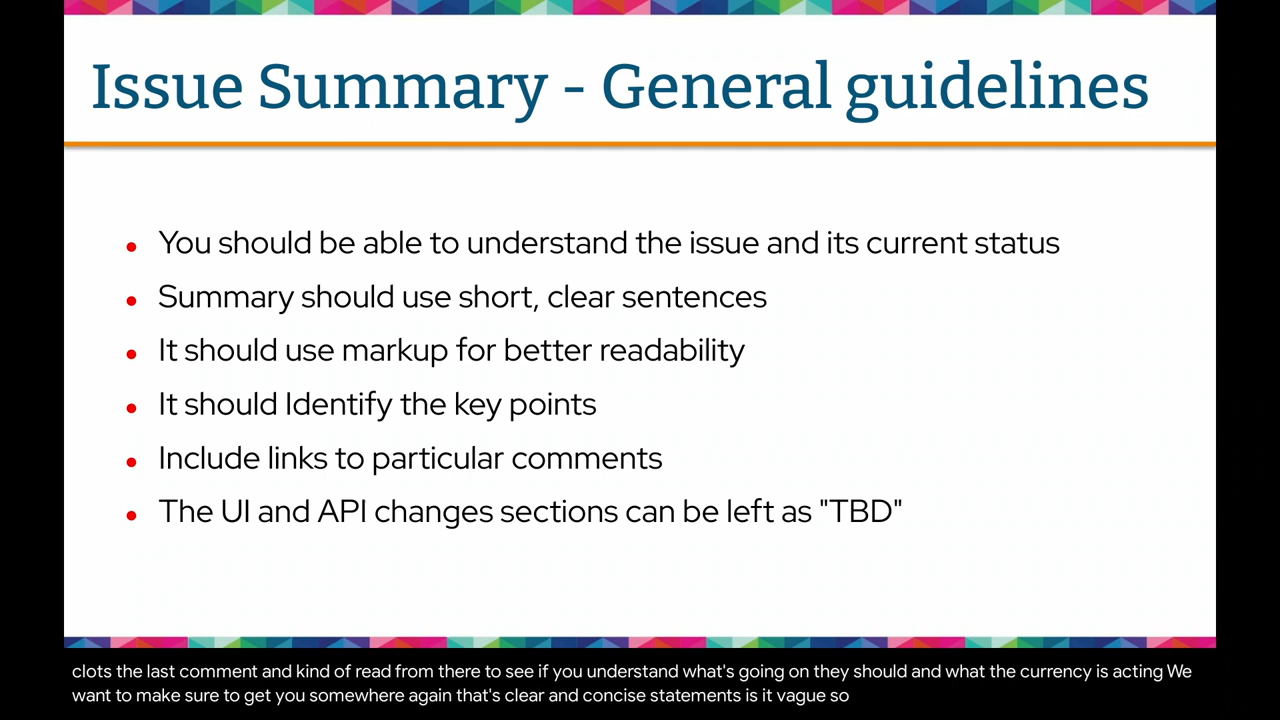 Issue Summary - General guidelines
You should be able to understand the issue and its current status
Summary should use short, clear sentences
It should use markup for better readability
It should Identify the key points
Include links to particular comments
The UI and API changes sections can be left as "TBD"
clots the last comment and kind of read from there to see if you understand what's going on they should and what the currency is acting We
want to make sure to get you somewhere again that's clear and concise statements is it vague so